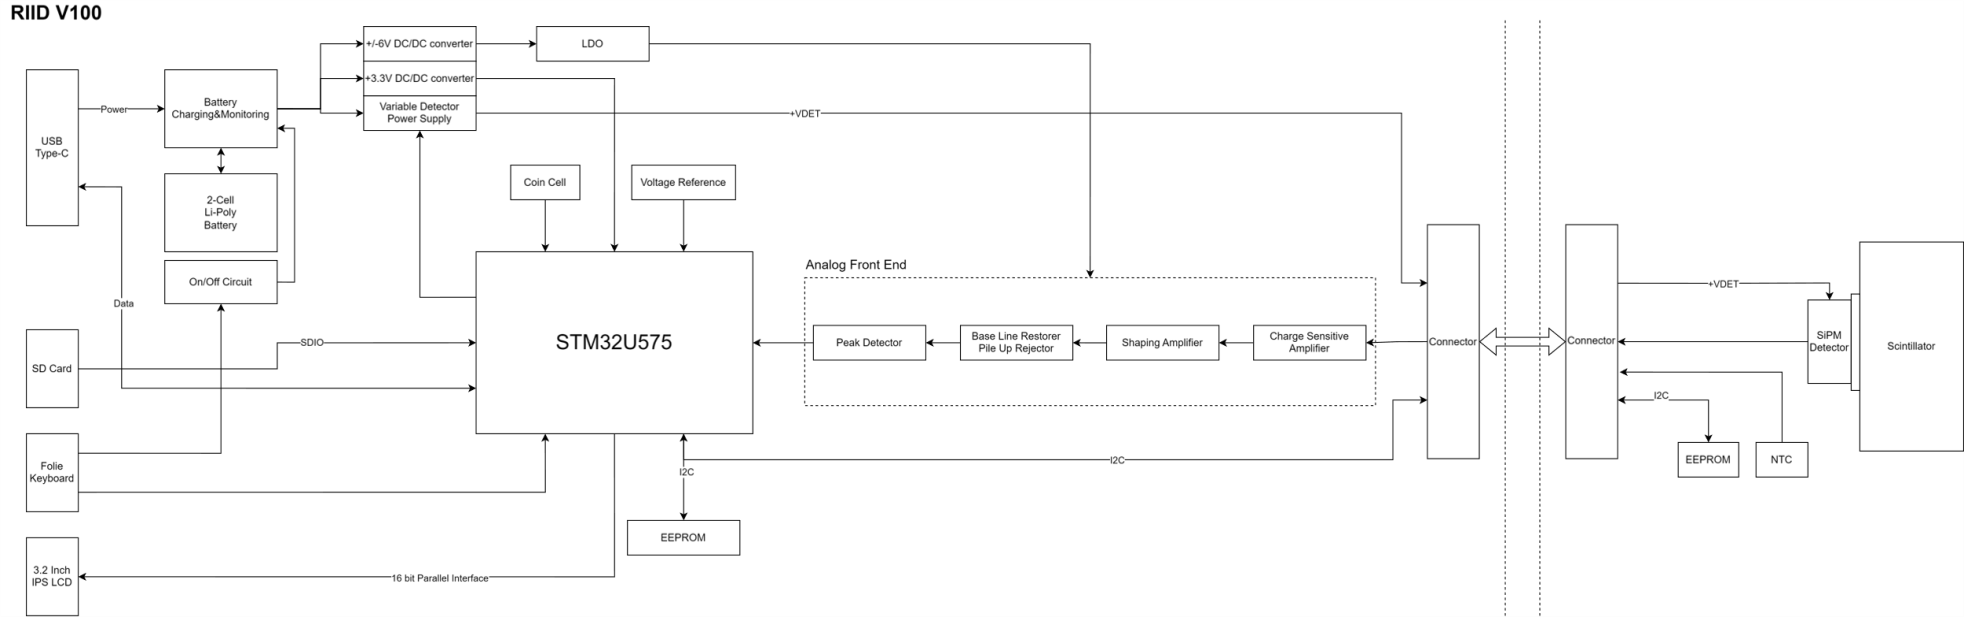 RIID V100
+/-6V DC/DC converter
LDO
+3.3V DC/DC converter
Variable Detector
Power Supply
+VDET
USB
Type-C
Power
Battery
Charging&Monitoring
2-Cell
Li-Poly
Battery
On/Off Circuit
Data
Coin Cell
Voltage Reference
STM32U575
SDIO
SD Card
Folie
Keyboard
3.2 Inch
IPS LCD
16 bit Parallel Interface
I2C
EEPROM
I2C
Analog Front End
Peak Detector
Base Line Restorer
Pile Up Rejector
Shaping Amplifier
Charge Sensitive
Amplifier
Connector
Connector
+VDET
SiPM
Detector
Scintillator
I2C
EEPROM
NTC